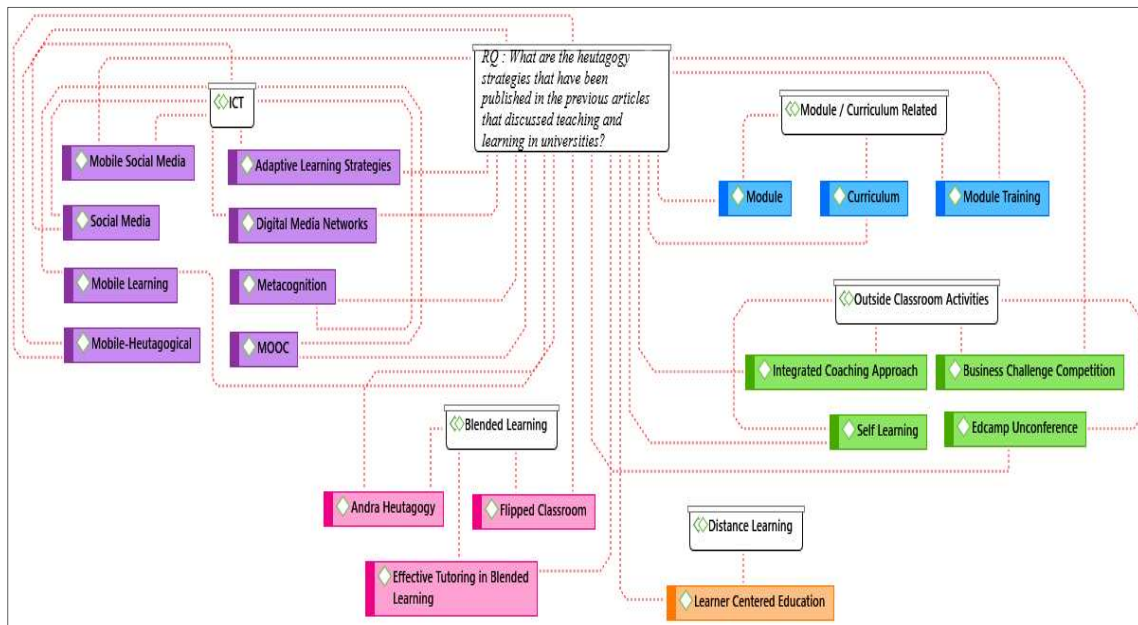 RQ : What are the heutagogy
strategies that have been
published in the previous articles
that discussed teaching and
learning in universities?
ICT
Mobile Social Media
Adaptive Learning Strategies
Social Media
Digital Media Networks
Mobile Learning
Metacognition
Mobile-Heutagogical
MOOC
Module / Curriculum Related
Module
Curriculum
Module Training
Outside Classroom Activities
Integrated Coaching Approach
Business Challenge Competition
Self Learning
Edcamp Unconference
Blended Learning
Andra Heutagogy
Flipped Classroom
Effective Tutoring in Blended
Learning
Distance Learning
Learner Centered Education